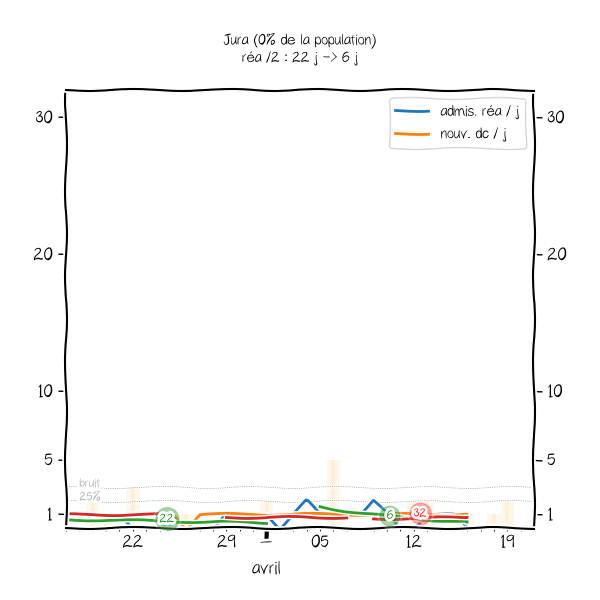 Jura (0% de la population)
réa /2 : 22 j -> 6 j
admis. réa / j
nouv. dc / j
30 30
20 20
10 10
5 5
bruit
25%
1 22 6 32 1
22 29 1 05 12 19
avril